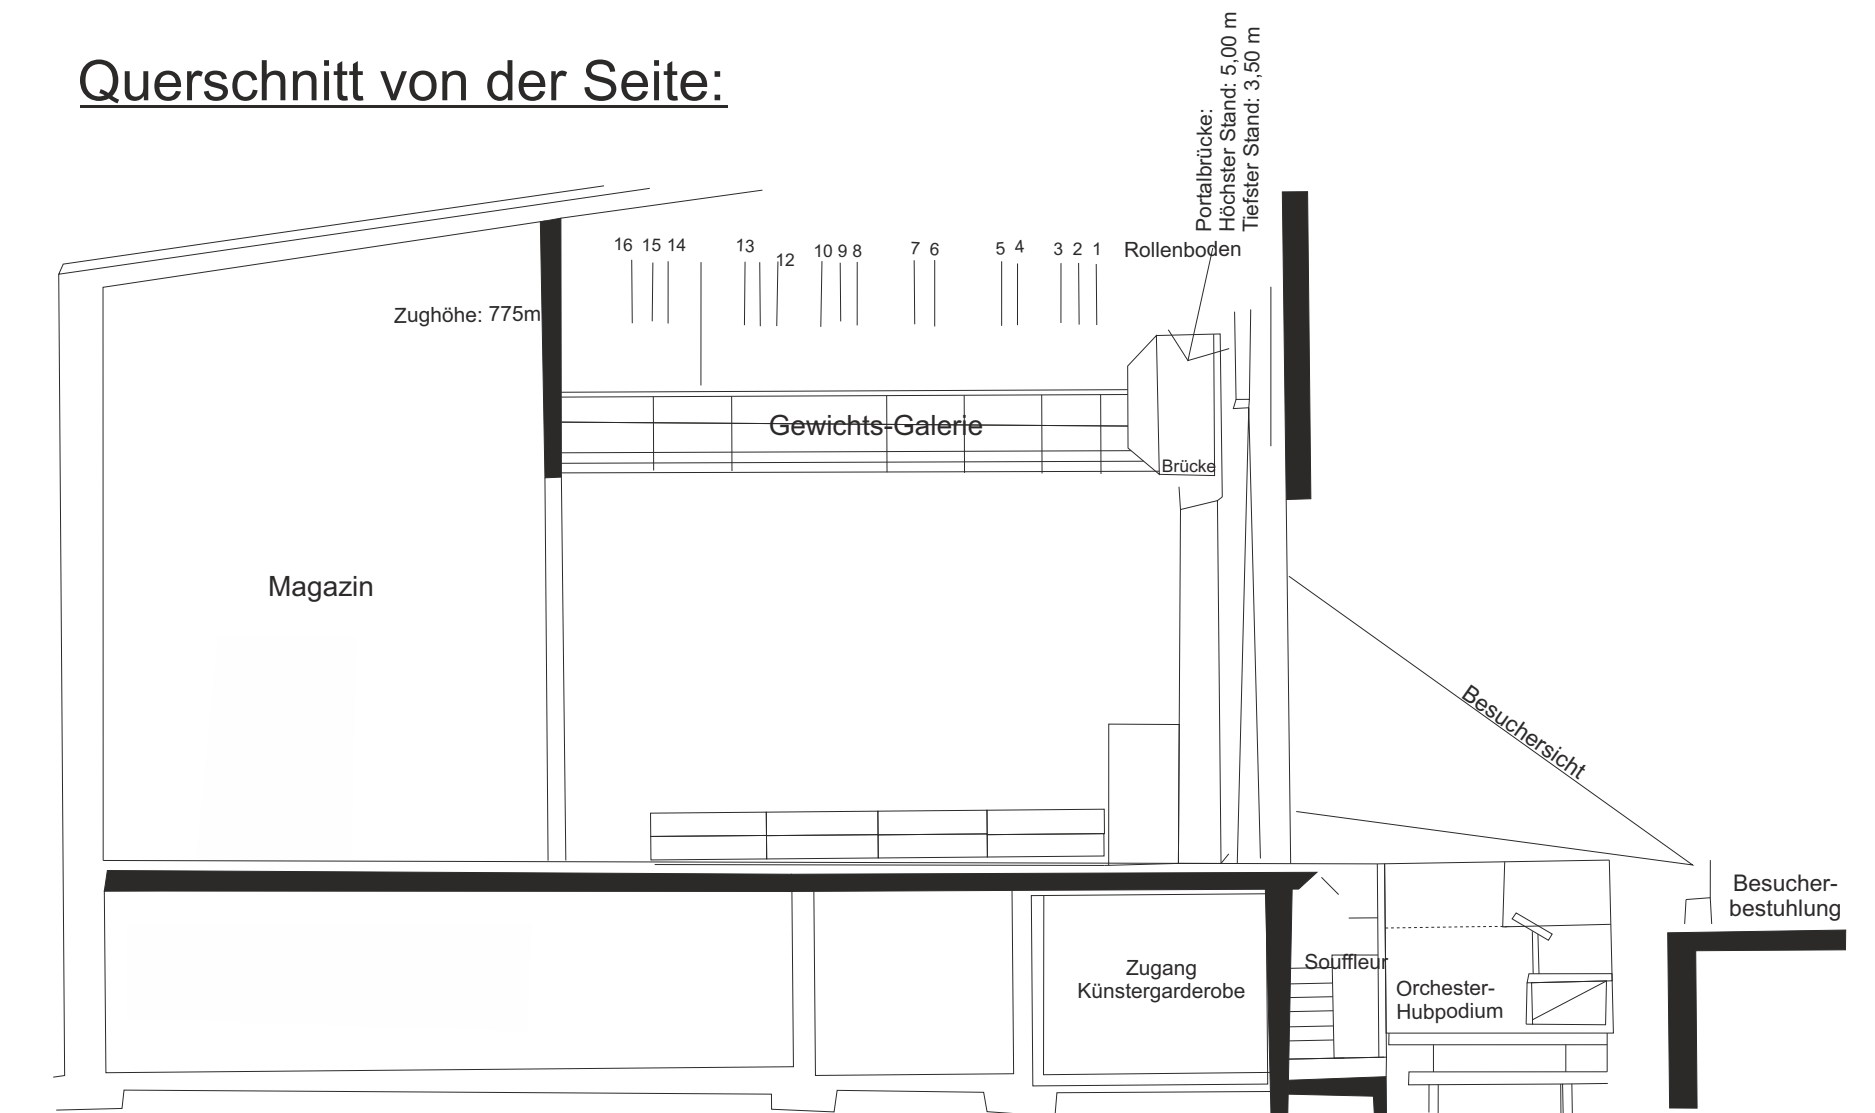 Querschnitt von der Seite:
Portalbrücke:
Höchster Stand: 5,00 m
Tiefster Stand: 3,50 m
16 15 14 13 12 10 9 8 7 6 5 4 3 2 1
Rollenboden
Zughöhe: 775m
Gewichts-Galerie
Brücke
Magazin
Besuchersicht
Besucher-
bestuhlung
Zugang
Künstergarderobe
Souffleur
Orchester-
Hubpodium